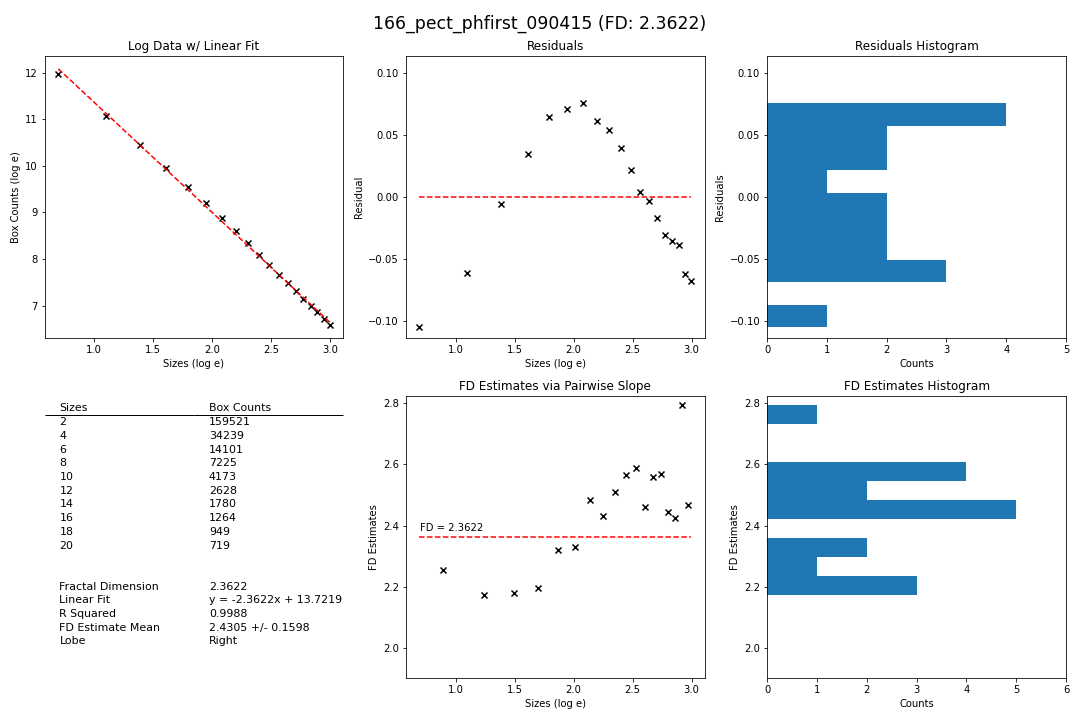 166_pect_phfirst_090415 (FD: 2.3622)
Log Data w/ Linear Fit
12
11
10
9
8
7
Box Counts (log e)
1.0 1.5 2.0 2.5 3.0
Sizes (log e)
Residuals
0.10
0.05
0.00
−0.05
−0.10
Residual
1.0 1.5 2.0 2.5 3.0
Sizes (log e)
Residuals Histogram
0.10
0.05
0.00
−0.05
−0.10
Residuals
0 1 2 3 4 5
Counts
Sizes Box Counts
2 159521
4 34239
6 14101
8 7225
10 4173
12 2628
14 1780
16 1264
18 949
20 719
Fractal Dimension 2.3622
Linear Fit y = -2.3622x + 13.7219
R Squared 0.9988
FD Estimate Mean 2.4305 +/- 0.1598
Lobe Right
FD Estimates via Pairwise Slope
2.8
2.6
2.4
2.2
2.0
FD Estimates
FD = 2.3622
1.0 1.5 2.0 2.5 3.0
Sizes (log e)
FD Estimates Histogram
2.8
2.6
2.4
2.2
2.0
FD Estimates
0 1 2 3 4 5 6
Counts